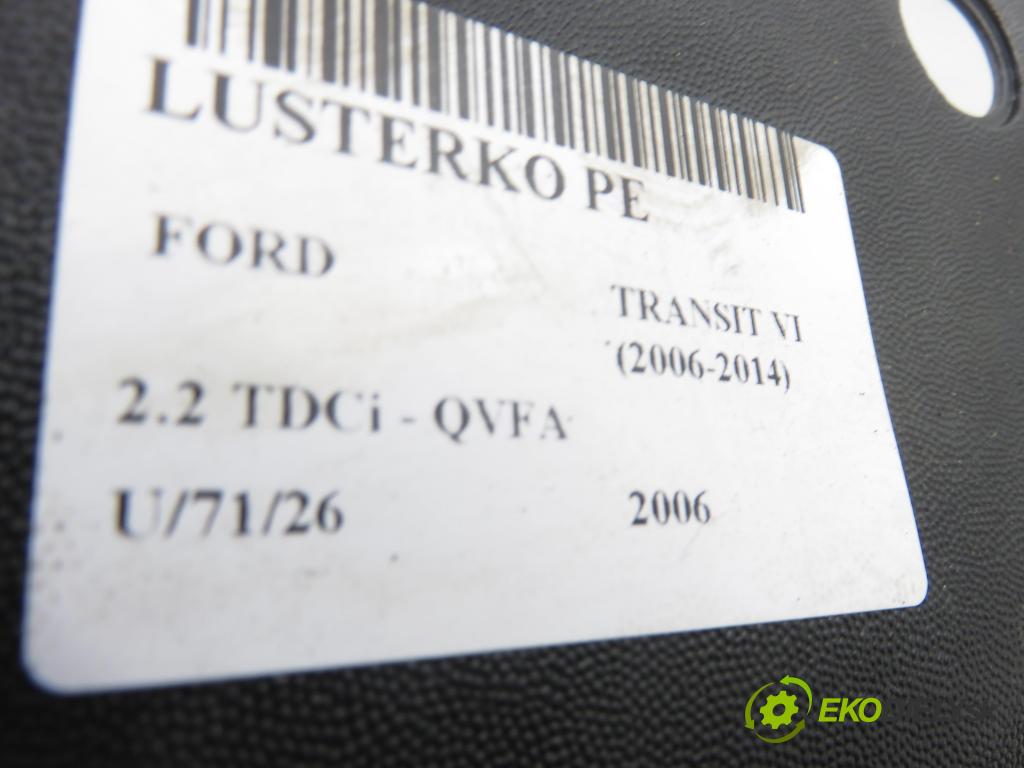 LUSTERKO PE
FORD
TRANSIT VI
(2006-2014)
2.2 TDCi - QVFA
U/71/26
2006
EKO